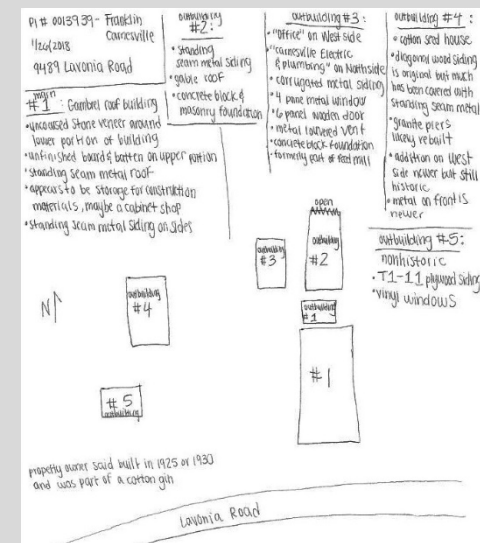 PI # 0013939 - Franklin
Carnesville
1/26/2018
9489 Lavonia Road
main
#1 : Gambrel roof building
•uncoursed stone veneer around
lower portion of building
•unfinished board & batten on upper portion
•standing seam metal roof
•appears to be storage for construction
materials, maybe a cabinet shop
•standing seam metal siding on sides
outbuilding
#2:
•standing
seam metal siding
•gable roof
•concrete block &
masonry foundation
outbuilding #3:
•"Office" on West side
•"Carnesville Electric
& plumbing" on Northside
•corrugated metal siding
•4 pane metal window
•6 panel wooden door
•metal louvered vent
•concrete block foundation
•formerly part of feed mill
outbuilding #4:
•cotton seed house
•diagonal wood siding
is original but much
has been covered with
standing seam metal
•granite piers
lacey rebuilt
•addition on west
side newer but still
historic
•metal on front is
newer
outbuilding #5:
nonhistoric
•T1-11 plywood siding
•vinyl windows
open
outbuilding
#3
outbuilding
#2
outbuilding
#1
N
outbuilding
#4
#1
#5
outbuilding
property owner said built in 1925 or 1930
and was part of a cotton gin
Lavonia Road